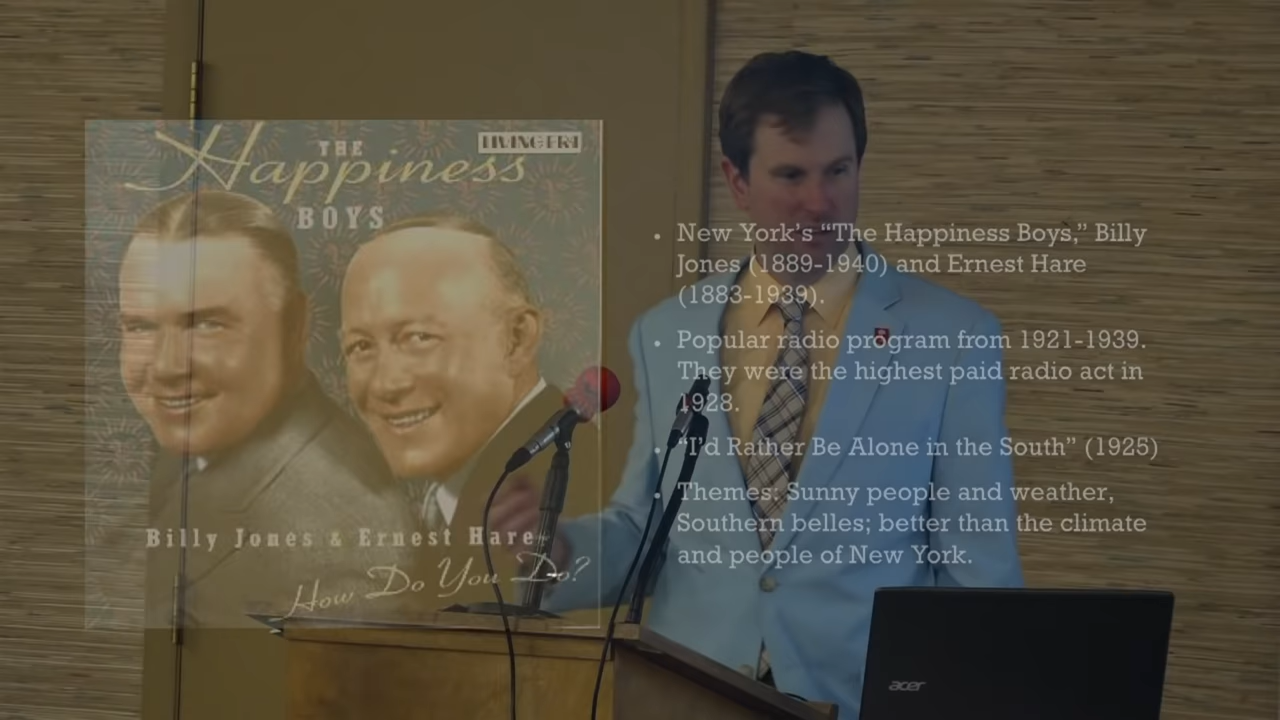 THE
Happiness
BOYS
LIVING ERA
Billy Jones & Ernest Hare
How Do You Do?
• New York's “The Happiness Boys,” Billy
Jones (1889-1940) and Ernest Hare
(1883-1939).
• Popular radio program from 1921-1939.
They were the highest paid radio act in
1928.
• “I'd Rather Be Alone in the South” (1925)
• Themes: Sunny people and weather,
Southern belles; better than the climate
and people of New York.
acer